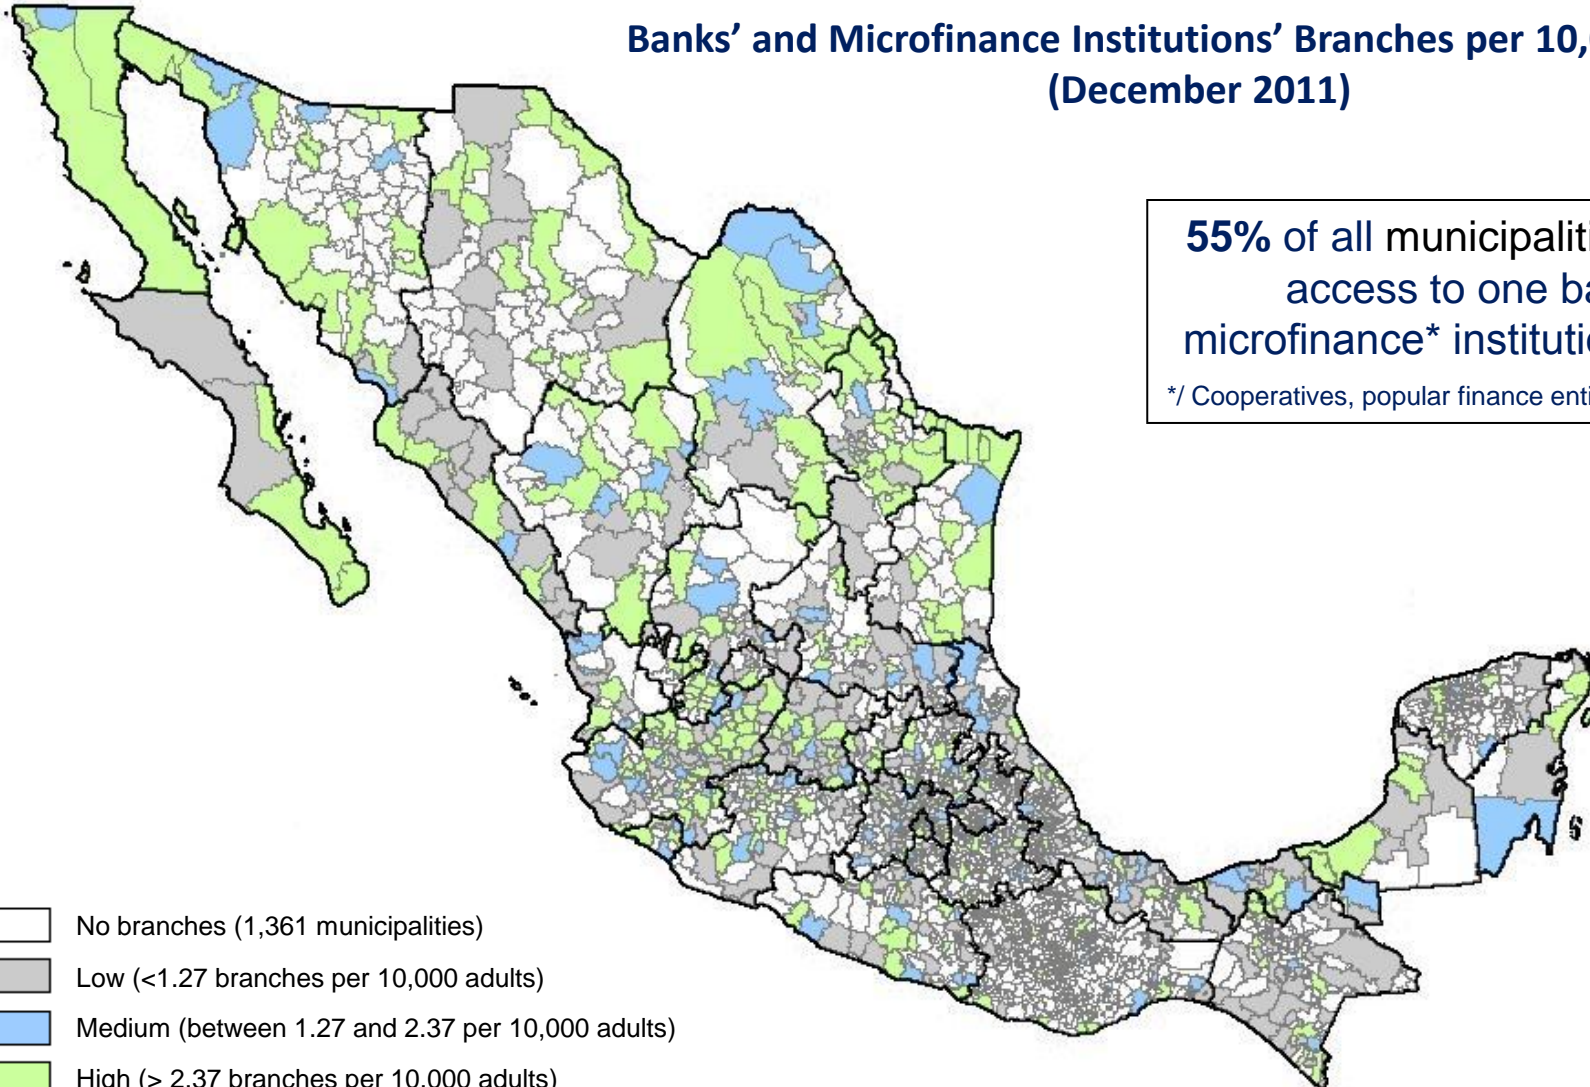 Banks’ and Microfinance Institutions’ Branches per 10,
(December 2011)
55% of all municipaliti
access to one ba
microfinance* instituti
*/ Cooperatives, popular finance enti
No branches (1,361 municipalities)
Low (<1.27 branches per 10,000 adults)
Medium (between 1.27 and 2.37 per 10,000 adults)
High (> 2.37 branches per 10,000 adults)